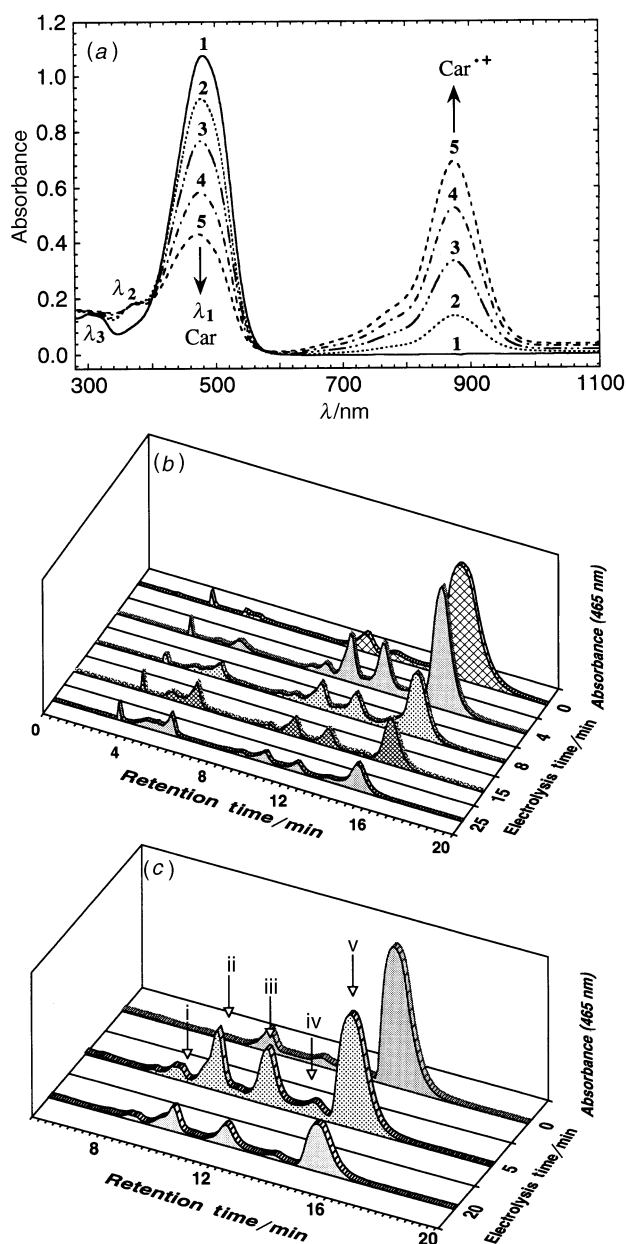 (a)
1.2
1.0
0.8
0.6
0.4
0.2
0.0
Absorbance
1
2
3
4
5
λ2
λ3
λ1
Car
Car•+
5
4
3
2
1
300 500 700 900 1100
λ/nm
(b)
Absorbance (465 nm)
0
4
8
15
25
Electrolysis time/min
0 4 8 12 16 20
Retention time/min
(c)
i
ii
iii
iv
v
Absorbance (465 nm)
0
5
20
Electrolysis time/min
8 12 16 20
Retention time/min